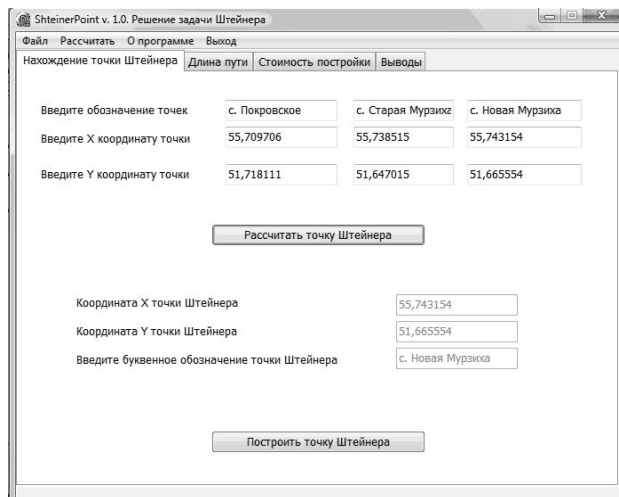 ShteinerPoint v. 1.0. Решение задачи Штейнера
Файл Рассчитать О программе Выход
Нахождение точки Штейнера Длина пути Стоимость постройки Выводы
Введите обозначение точек с. Покровское с. Старая Мурзиха с. Новая Мурзиха
Введите X координату точки 55,709706 55,738515 55,743154
Введите Y координату точки 51,718111 51,647015 51,665554
Рассчитать точку Штейнера
Координата X точки Штейнера 55,743154
Координата Y точки Штейнера 51,665554
Введите буквенное обозначение точки Штейнера с. Новая Мурзиха
Построить точку Штейнера